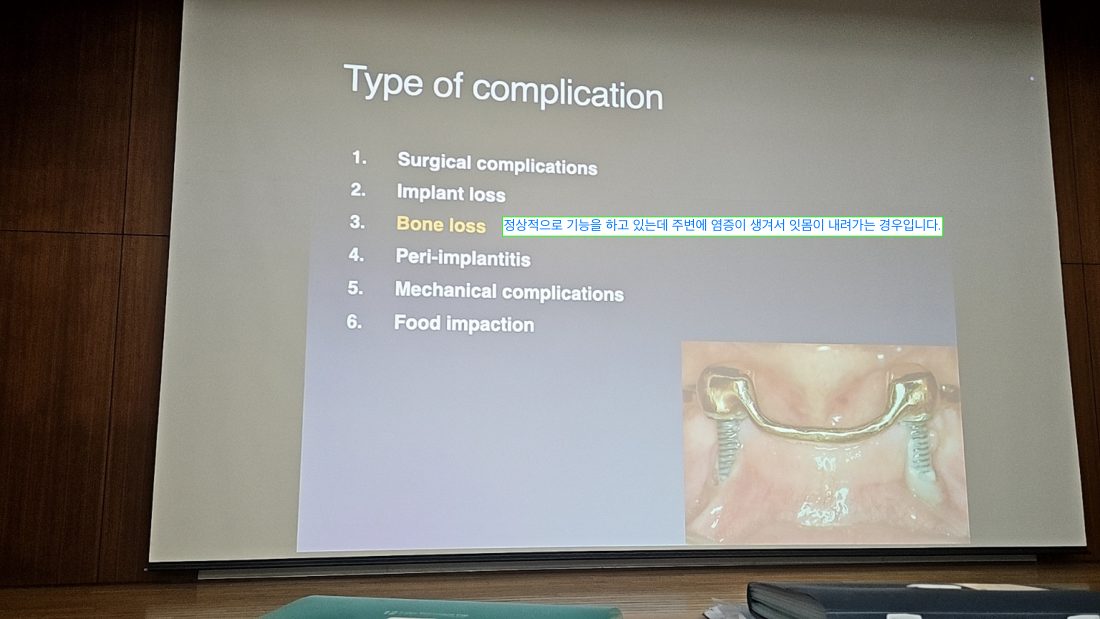 Type of complication
1. Surgical complications
2. Implant loss
3. Bone loss 정상적으로 기능을 하고 있는데 주변에 염증이 생겨서 잇몸이 내려가는 경우입니다.
4. Peri-implantitis
5. Mechanical complications
6. Food impaction